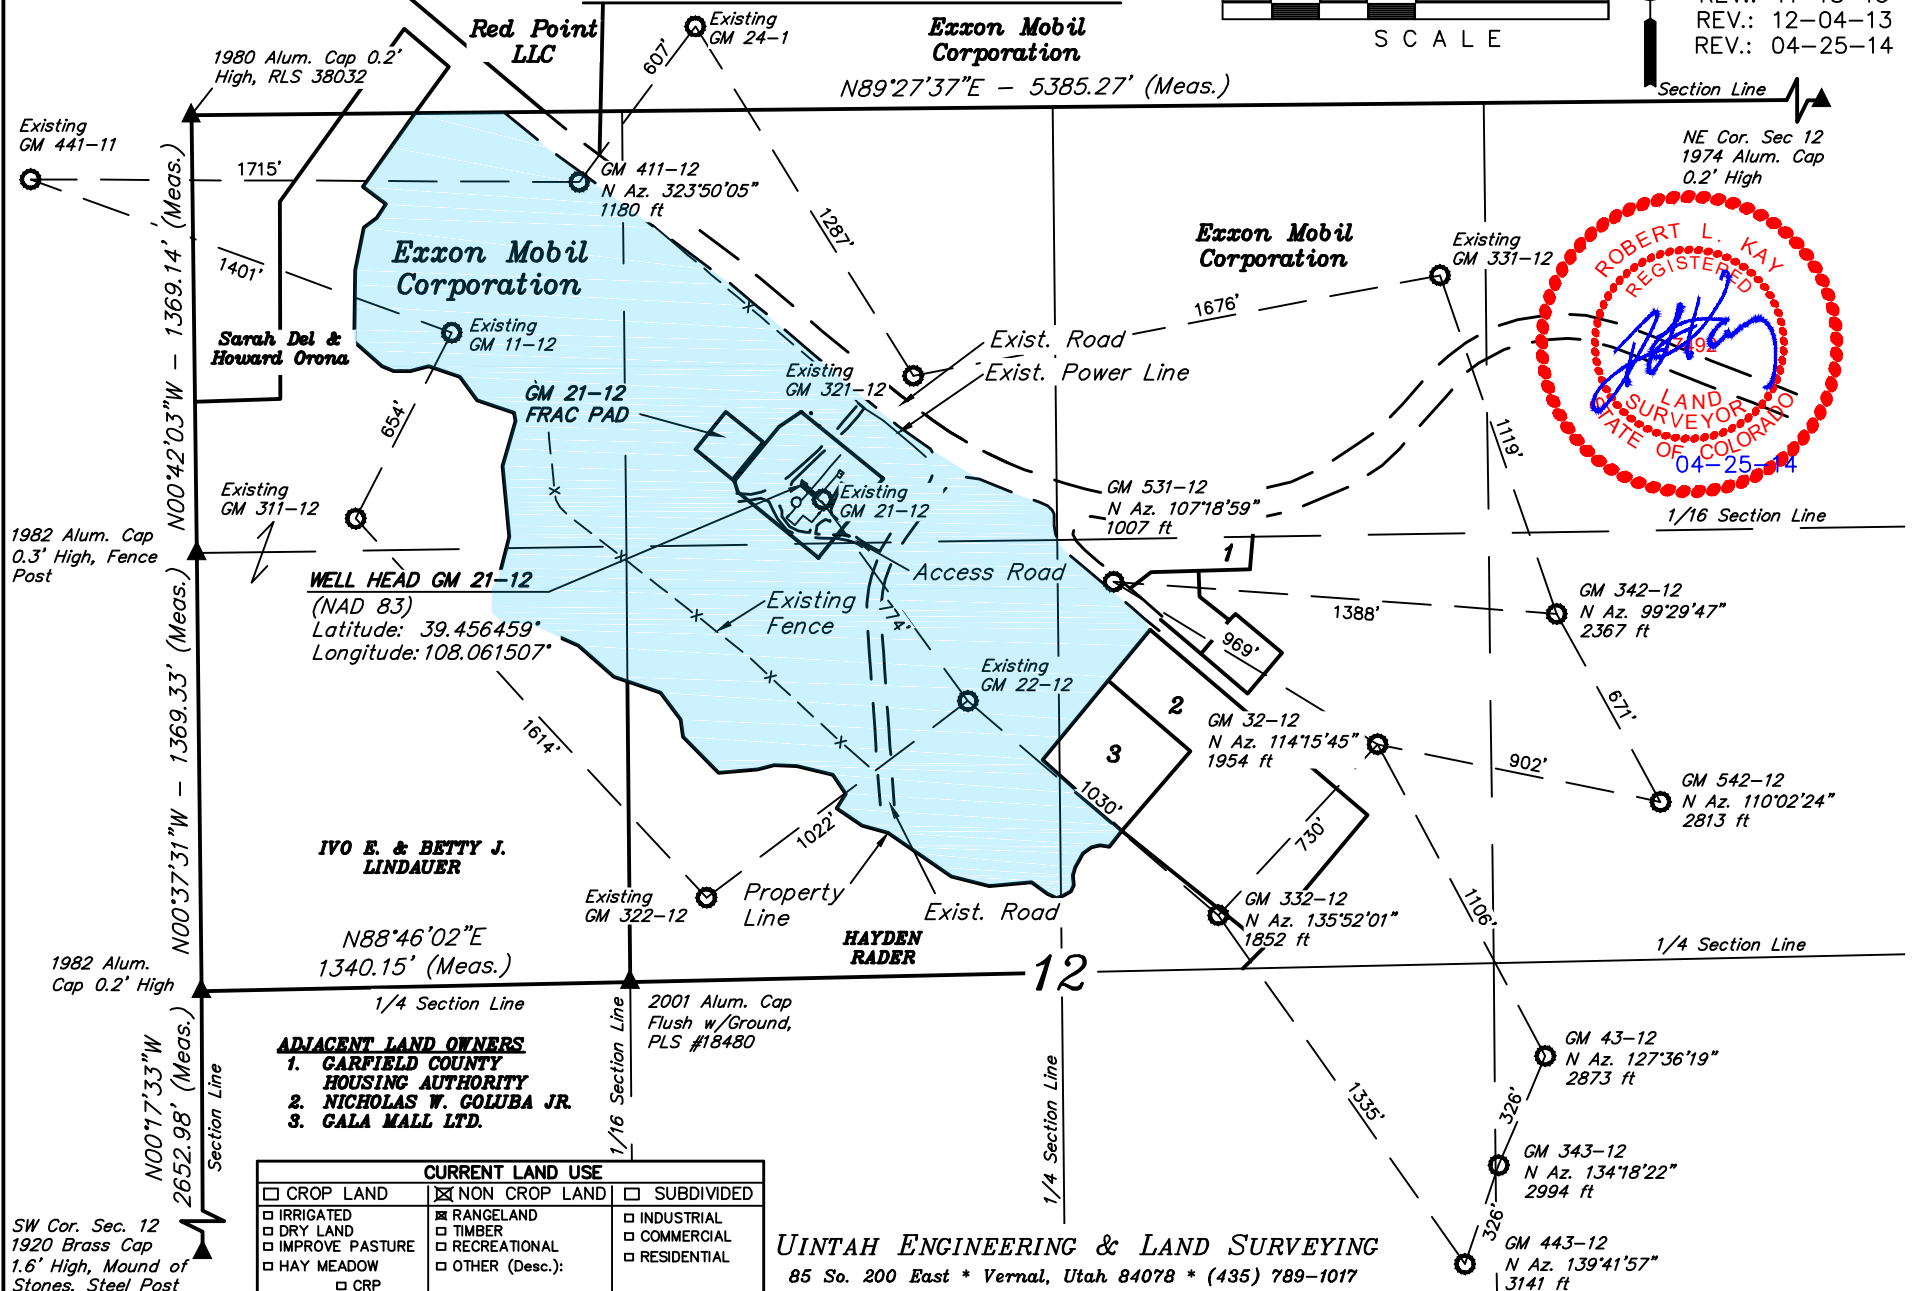 Red Point
LLC
Existing
GM 24-1
Exxon Mobil
Corporation
SCALE
REV.: 12-04-13
REV.: 04-25-14
1980 Alum. Cap 0.2'
High, RLS 38032
607'
N89°27'37"E - 5385.27' (Meas.)
Section Line
Existing
GM 441-11
1715'
GM 411-12
N Az. 323°50'05"
1180 ft
NE Cor. Sec 12
1974 Alum. Cap
0.2' High
N00°42'03"W - 1369.14' (Meas.)
1401'
Exxon Mobil
Corporation
1287'
Exxon Mobil
Corporation
Existing
GM 331-12
1676'
ROBERT L. KAY
REGISTERED
7492
LAND
SURVEYOR
STATE OF COLORADO
04-25-14
Sarah Del &
Howard Orona
Existing
GM 11-12
Exist. Road
Exist. Power Line
Existing
GM 321-12
GM 21-12
FRAC PAD
654'
1119'
Existing
GM 311-12
Existing
GM 21-12
GM 531-12
N Az. 107°18'59"
1007 ft
1/16 Section Line
1982 Alum. Cap
0.3' High, Fence
Post
WELL HEAD GM 21-12
(NAD 83)
Latitude: 39.456459°
Longitude: 108.061507°
Access Road
Existing
Fence
774'
1
1388'
GM 342-12
N Az. 99°29'47"
2367 ft
969'
N00°37'31"W - 1369.33' (Meas.)
Existing
GM 22-12
2
3
GM 32-12
N Az. 114°15'45"
1954 ft
671'
1614'
902'
GM 542-12
N Az. 110°02'24"
2813 ft
1030'
1022'
730'
IVO E. & BETTY J.
LINDAUER
Existing
GM 322-12
Property
Line
Exist. Road
GM 332-12
N Az. 135°52'01"
1852 ft
1106'
HAYDEN
RADER
N88°46'02"E
1340.15' (Meas.)
12
1/4 Section Line
1982 Alum.
Cap 0.2' High
1/4 Section Line
2001 Alum. Cap
Flush w/Ground,
PLS #18480
1/16 Section Line
1/4 Section Line
N00°17'33"W
2652.98' (Meas.)
Section Line
ADJACENT LAND OWNERS
1. GARFIELD COUNTY
HOUSING AUTHORITY
2. NICHOLAS W. GOLUBA JR.
3. GALA MALL LTD.
GM 43-12
N Az. 127°36'19"
2873 ft
1335'
326'
GM 343-12
N Az. 134°18'22"
2994 ft
326'
GM 443-12
N Az. 139°41'57"
3141 ft
SW Cor. Sec. 12
1920 Brass Cap
1.6' High, Mound of
Stones, Steel Post
CURRENT LAND USE
CROP LAND
NON CROP LAND
SUBDIVIDED
IRRIGATED
DRY LAND
IMPROVE PASTURE
HAY MEADOW
CRP
RANGELAND
TIMBER
RECREATIONAL
OTHER (Desc.):
INDUSTRIAL
COMMERCIAL
RESIDENTIAL
UINTAH ENGINEERING & LAND SURVEYING
85 So. 200 East * Vernal, Utah 84078 * (435) 789-1017